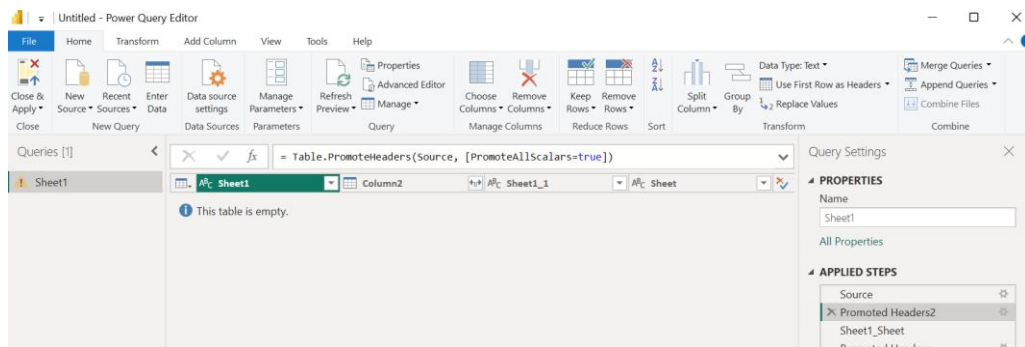 Untitled - Power Query Editor
File Home Transform Add Column View Tools Help
Close & Apply
New Source
Recent Sources
Enter Data
Data source settings
Manage Parameters
Refresh Preview
Properties
Advanced Editor
Manage
Choose Columns
Remove Columns
Keep Rows
Remove Rows
Split Column
Group By
Data Type: Text
Use First Row as Headers
Replace Values
Merge Queries
Append Queries
Combine Files
Close New Query Data Sources Parameters Query Manage Columns Reduce Rows Sort Transform Combine
Queries [1]
fx = Table.PromoteHeaders(Source, [PromoteAllScalars=true])
Query Settings
Sheet1
ABC Sheet1 Column2 ABC Sheet1_1 ABC Sheet
This table is empty.
PROPERTIES
Name
Sheet1
All Properties
APPLIED STEPS
Source
Promoted Headers2
Sheet1_Sheet